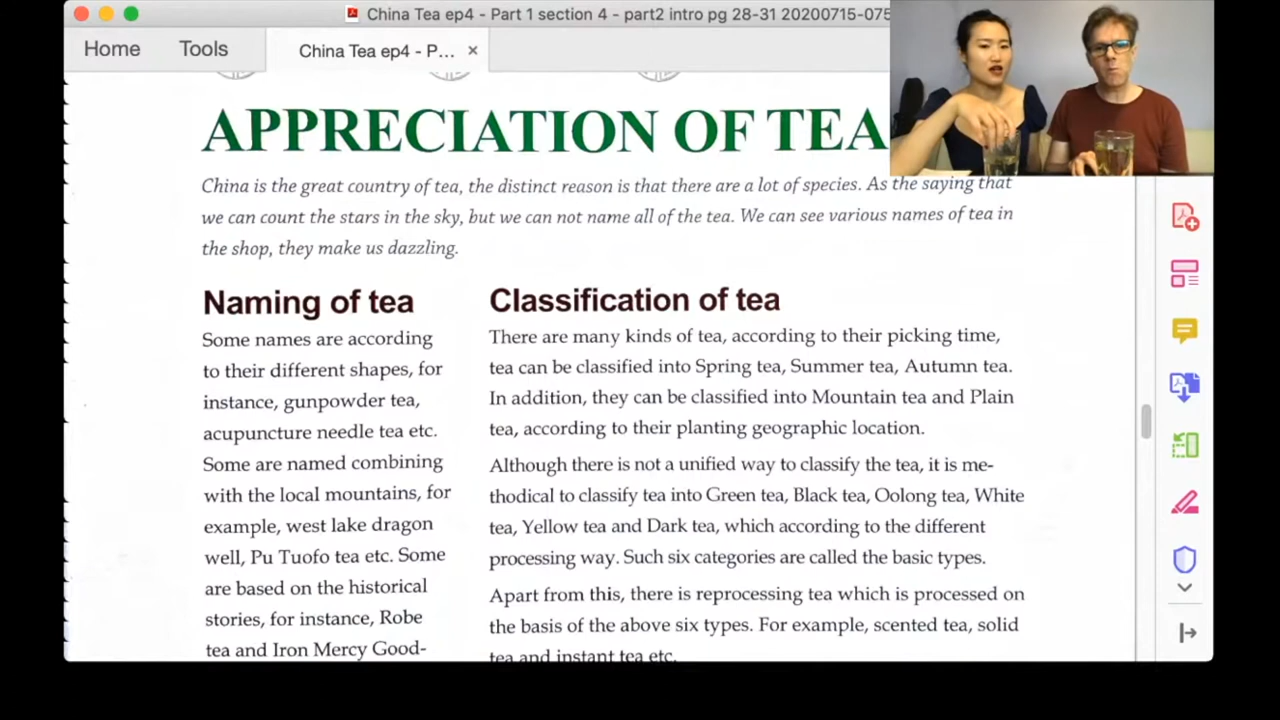 China Tea ep4 - Part 1 section 4 - part2 intro pg 28-31 20200715-075
Home
Tools
China Tea ep4 - P...
APPRECIATION OF TEA
China is the great country of tea, the distinct reason is that there are a lot of species. As the saying that
we can count the stars in the sky, but we can not name all of the tea. We can see various names of tea in
the shop, they make us dazzling.
Naming of tea
Some names are according
to their different shapes, for
instance, gunpowder tea,
acupuncture needle tea etc.
Some are named combining
with the local mountains, for
example, west lake dragon
well, Pu Tuofo tea etc. Some
are based on the historical
stories, for instance, Robe
tea and Iron Mercy Good-
Classification of tea
There are many kinds of tea, according to their picking time,
tea can be classified into Spring tea, Summer tea, Autumn tea.
In addition, they can be classified into Mountain tea and Plain
tea, according to their planting geographic location.
Although there is not a unified way to classify the tea, it is me-
thodical to classify tea into Green tea, Black tea, Oolong tea, White
tea, Yellow tea and Dark tea, which according to the different
processing way. Such six categories are called the basic types.
Apart from this, there is reprocessing tea which is processed on
the basis of the above six types. For example, scented tea, solid
tea and instant tea etc.